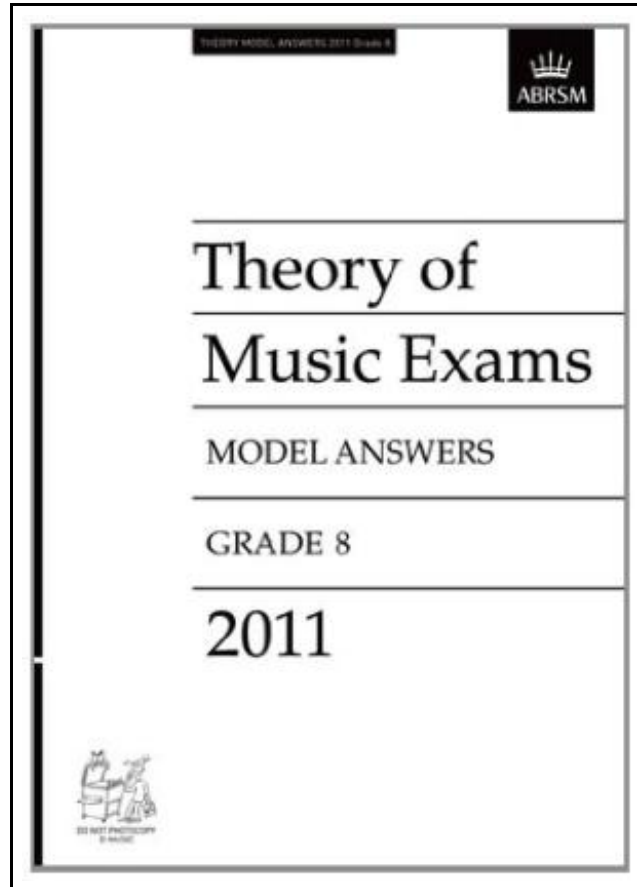 THEORY MODEL ANSWERS 2011 Grade 8
ABRSM
Theory of
Music Exams
MODEL ANSWERS
GRADE 8
2011
DO NOT PHOTOCOPY
© MUSIC